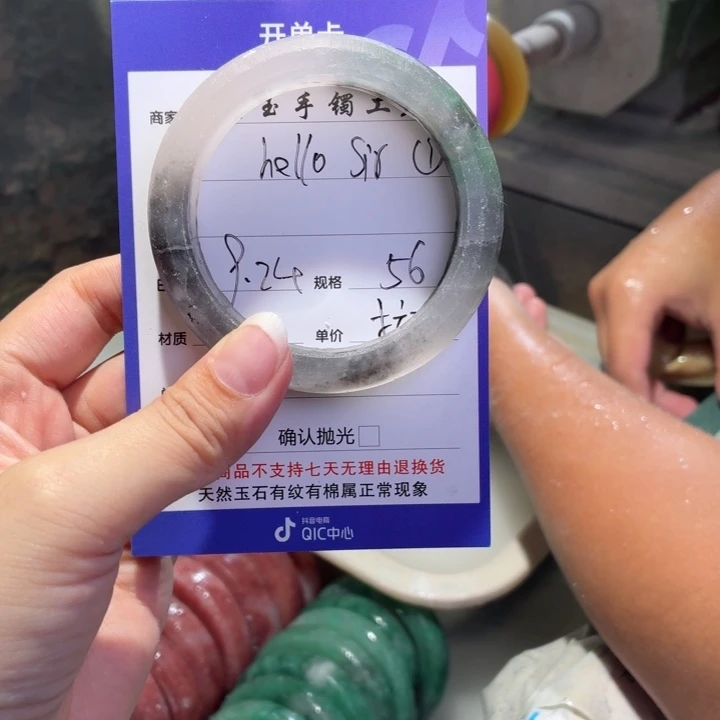 开单卡
商家 玉手镯工
hello Sir ①
9.24 规格 56
材质 单价
确认抛光
商品不支持七天无理由退换货
天然玉石有纹有棉属正常现象
抖音电商
QIC中心